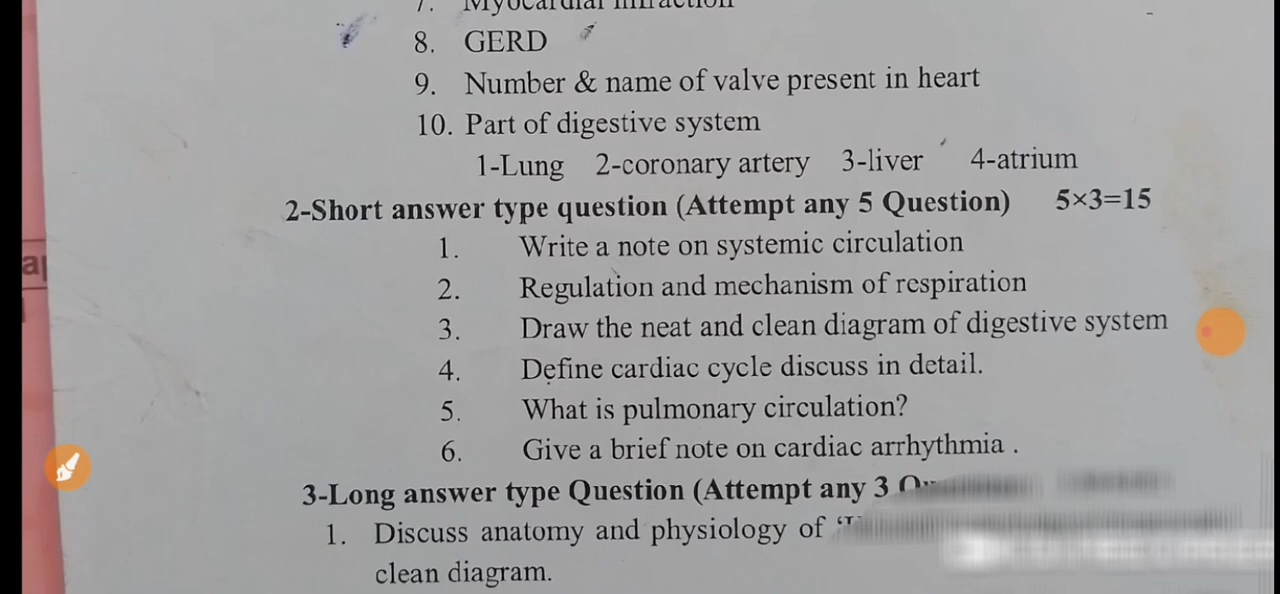 7. Myocardial infraction
8. GERD
9. Number & name of valve present in heart
10. Part of digestive system
1-Lung 2-coronary artery 3-liver 4-atrium
2-Short answer type question (Attempt any 5 Question) 5×3=15
1. Write a note on systemic circulation
2. Regulation and mechanism of respiration
3. Draw the neat and clean diagram of digestive system
4. Define cardiac cycle discuss in detail.
5. What is pulmonary circulation?
6. Give a brief note on cardiac arrhythmia .
3-Long answer type Question (Attempt any 3
1. Discuss anatomy and physiology of
clean diagram.